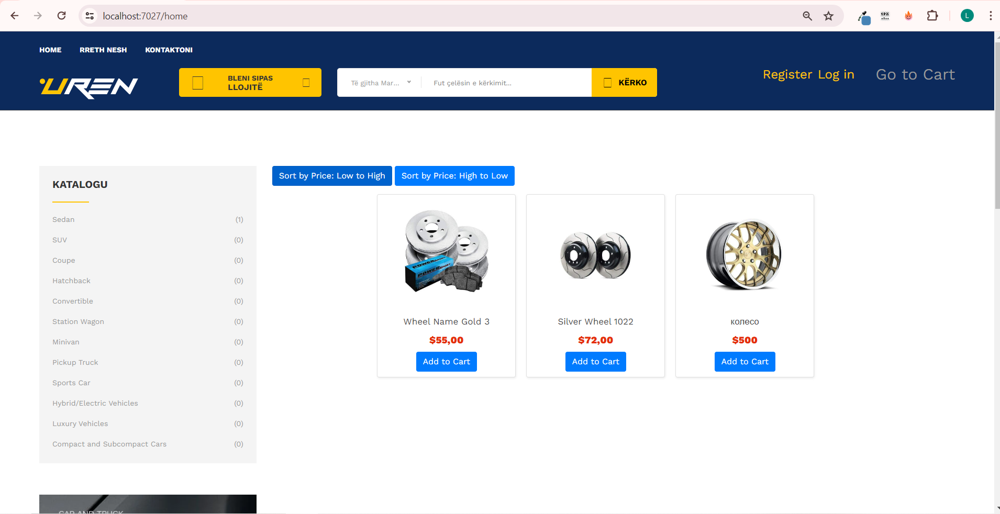 localhost:7027/home
L
HOME RRETH NESH KONTAKTONI
UREN
BLENI SIPAS
LLOJITË
Të gjitha Mar...
Fut çelësin e kërkimit...
KËRKO
Register Log in
Go to Cart
KATALOGU
Sedan (1)
SUV (0)
Coupe (0)
Hatchback (0)
Convertible (0)
Station Wagon (0)
Minivan (0)
Pickup Truck (0)
Sports Car (0)
Hybrid/Electric Vehicles (0)
Luxury Vehicles (0)
Compact and Subcompact Cars (0)
Sort by Price: Low to High
Sort by Price: High to Low
POWERSPORT
Wheel Name Gold 3
$55,00
Add to Cart
Silver Wheel 1022
$72,00
Add to Cart
колесо
$500
Add to Cart
CAR AND TRUCK